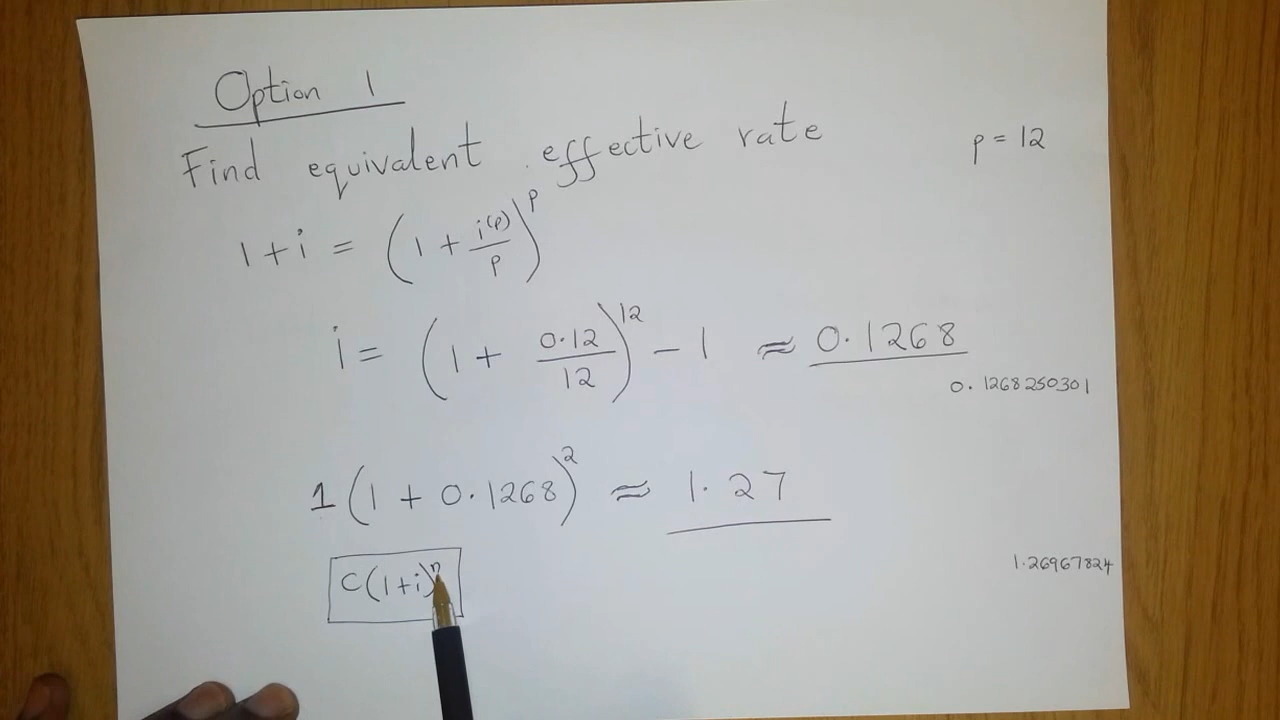 Option 1
Find equivalent effective rate
p = 12
1 + i = (1 + i^(p)/p)^p
i = (1 + 0.12/12)^12 - 1 ≈ 0.1268
0.1268250301
1(1 + 0.1268)^2 ≈ 1.27
1.26967824
C(1+i)^n